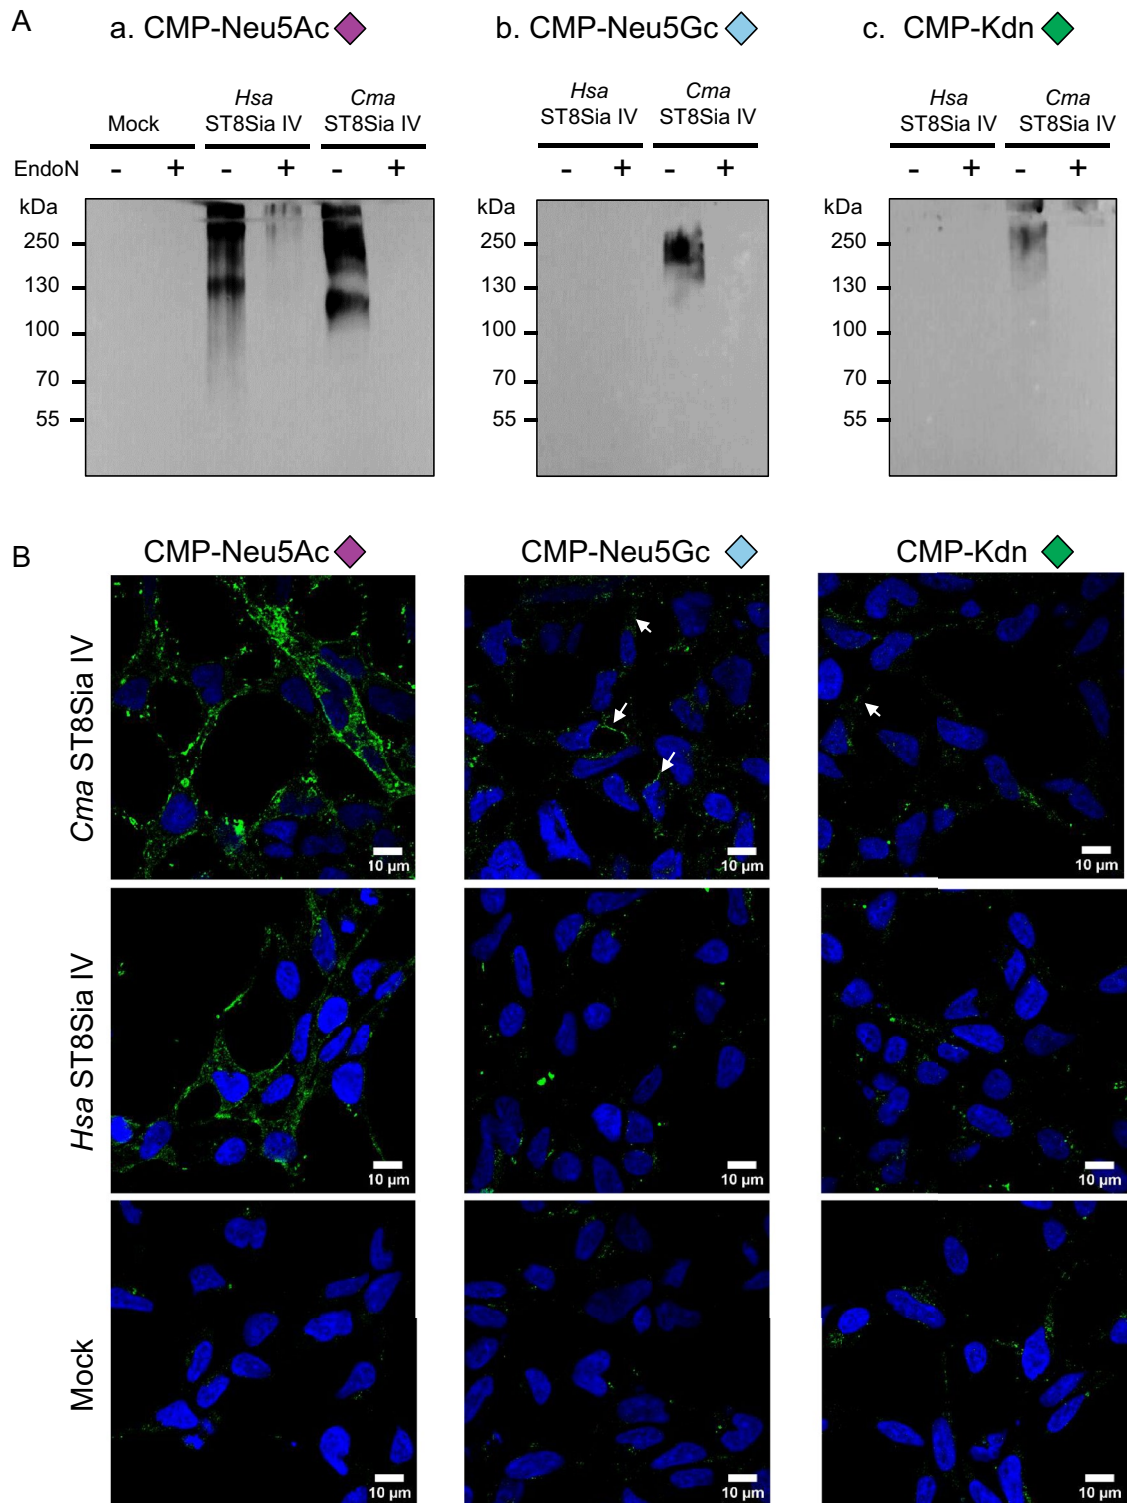 A
a. CMP-Neu5Ac
b. CMP-Neu5Gc
c. CMP-Kdn
Mock
Hsa
ST8Sia IV
Cma
ST8Sia IV
Hsa
ST8Sia IV
Cma
ST8Sia IV
Hsa
ST8Sia IV
Cma
ST8Sia IV
EndoN - + - + - +
- + - +
- + - +
kDa
250
130
100
70
55
kDa
250
130
100
70
55
kDa
250
130
100
70
55
B
CMP-Neu5Ac
CMP-Neu5Gc
CMP-Kdn
Cma ST8Sia IV
10 µm
10 µm
10 µm
Hsa ST8Sia IV
10 µm
10 µm
10 µm
Mock
10 µm
10 µm
10 µm